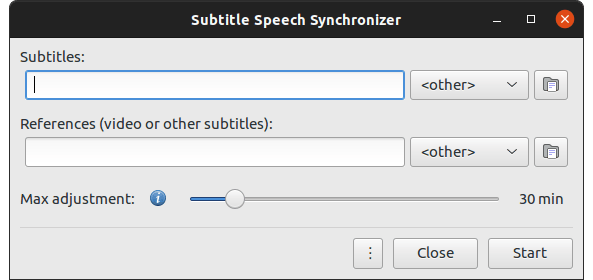 Subtitle Speech Synchronizer
Subtitles:
<other>
References (video or other subtitles):
<other>
Max adjustment: 30 min
Close Start